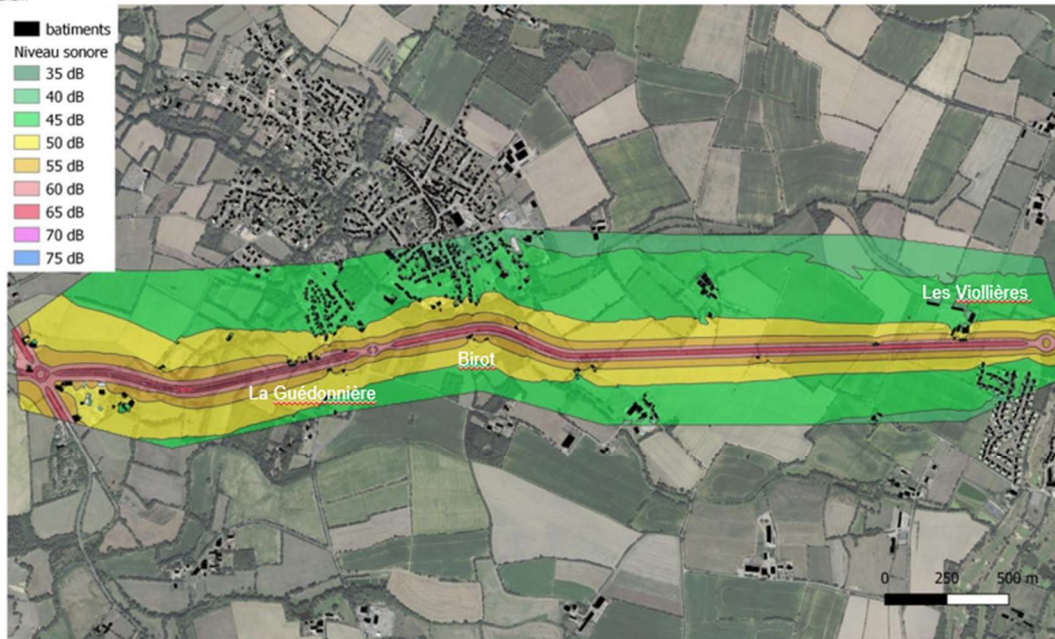 batiments
Niveau sonore
35 dB
40 dB
45 dB
50 dB
55 dB
60 dB
65 dB
70 dB
75 dB
Les Viollières
Birot
La Guédonnière
0 250 500 m